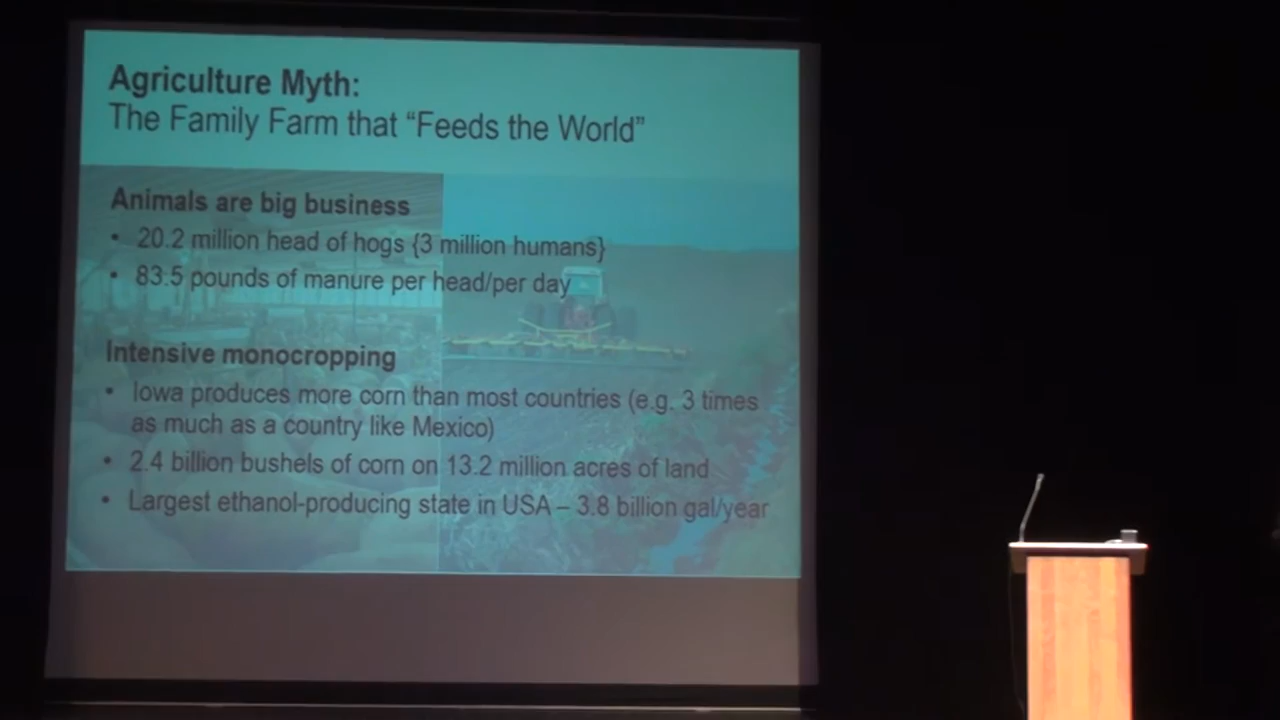 Agriculture Myth:
The Family Farm that “Feeds the World”
Animals are big business
• 20.2 million head of hogs {3 million humans}
• 83.5 pounds of manure per head/per day
Intensive monocropping
• Iowa produces more corn than most countries (e.g. 3 times
as much as a country like Mexico)
• 2.4 billion bushels of corn on 13.2 million acres of land
• Largest ethanol-producing state in USA – 3.8 billion gal/year